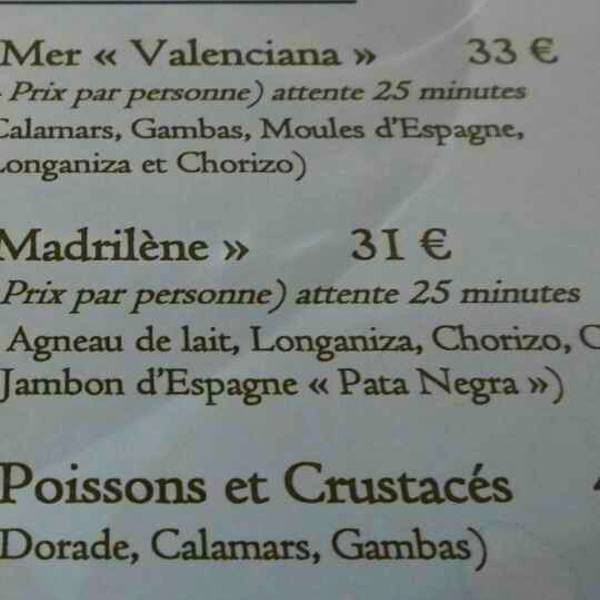 Mer « Valenciana » 33 €
Prix par personne) attente 25 minutes
Calamars, Gambas, Moules d'Espagne,
Longaniza et Chorizo)
Madrilène » 31 €
Prix par personne) attente 25 minutes
Agneau de lait, Longaniza, Chorizo,
Jambon d'Espagne « Pata Negra »)
Poissons et Crustacés
Dorade, Calamars, Gambas)